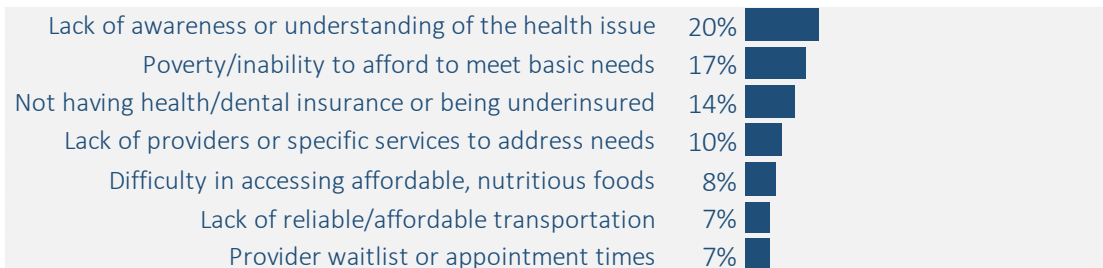 Lack of awareness or understanding of the health issue 20%
Poverty/inability to afford to meet basic needs 17%
Not having health/dental insurance or being underinsured 14%
Lack of providers or specific services to address needs 10%
Difficulty in accessing affordable, nutritious foods 8%
Lack of reliable/affordable transportation 7%
Provider waitlist or appointment times 7%